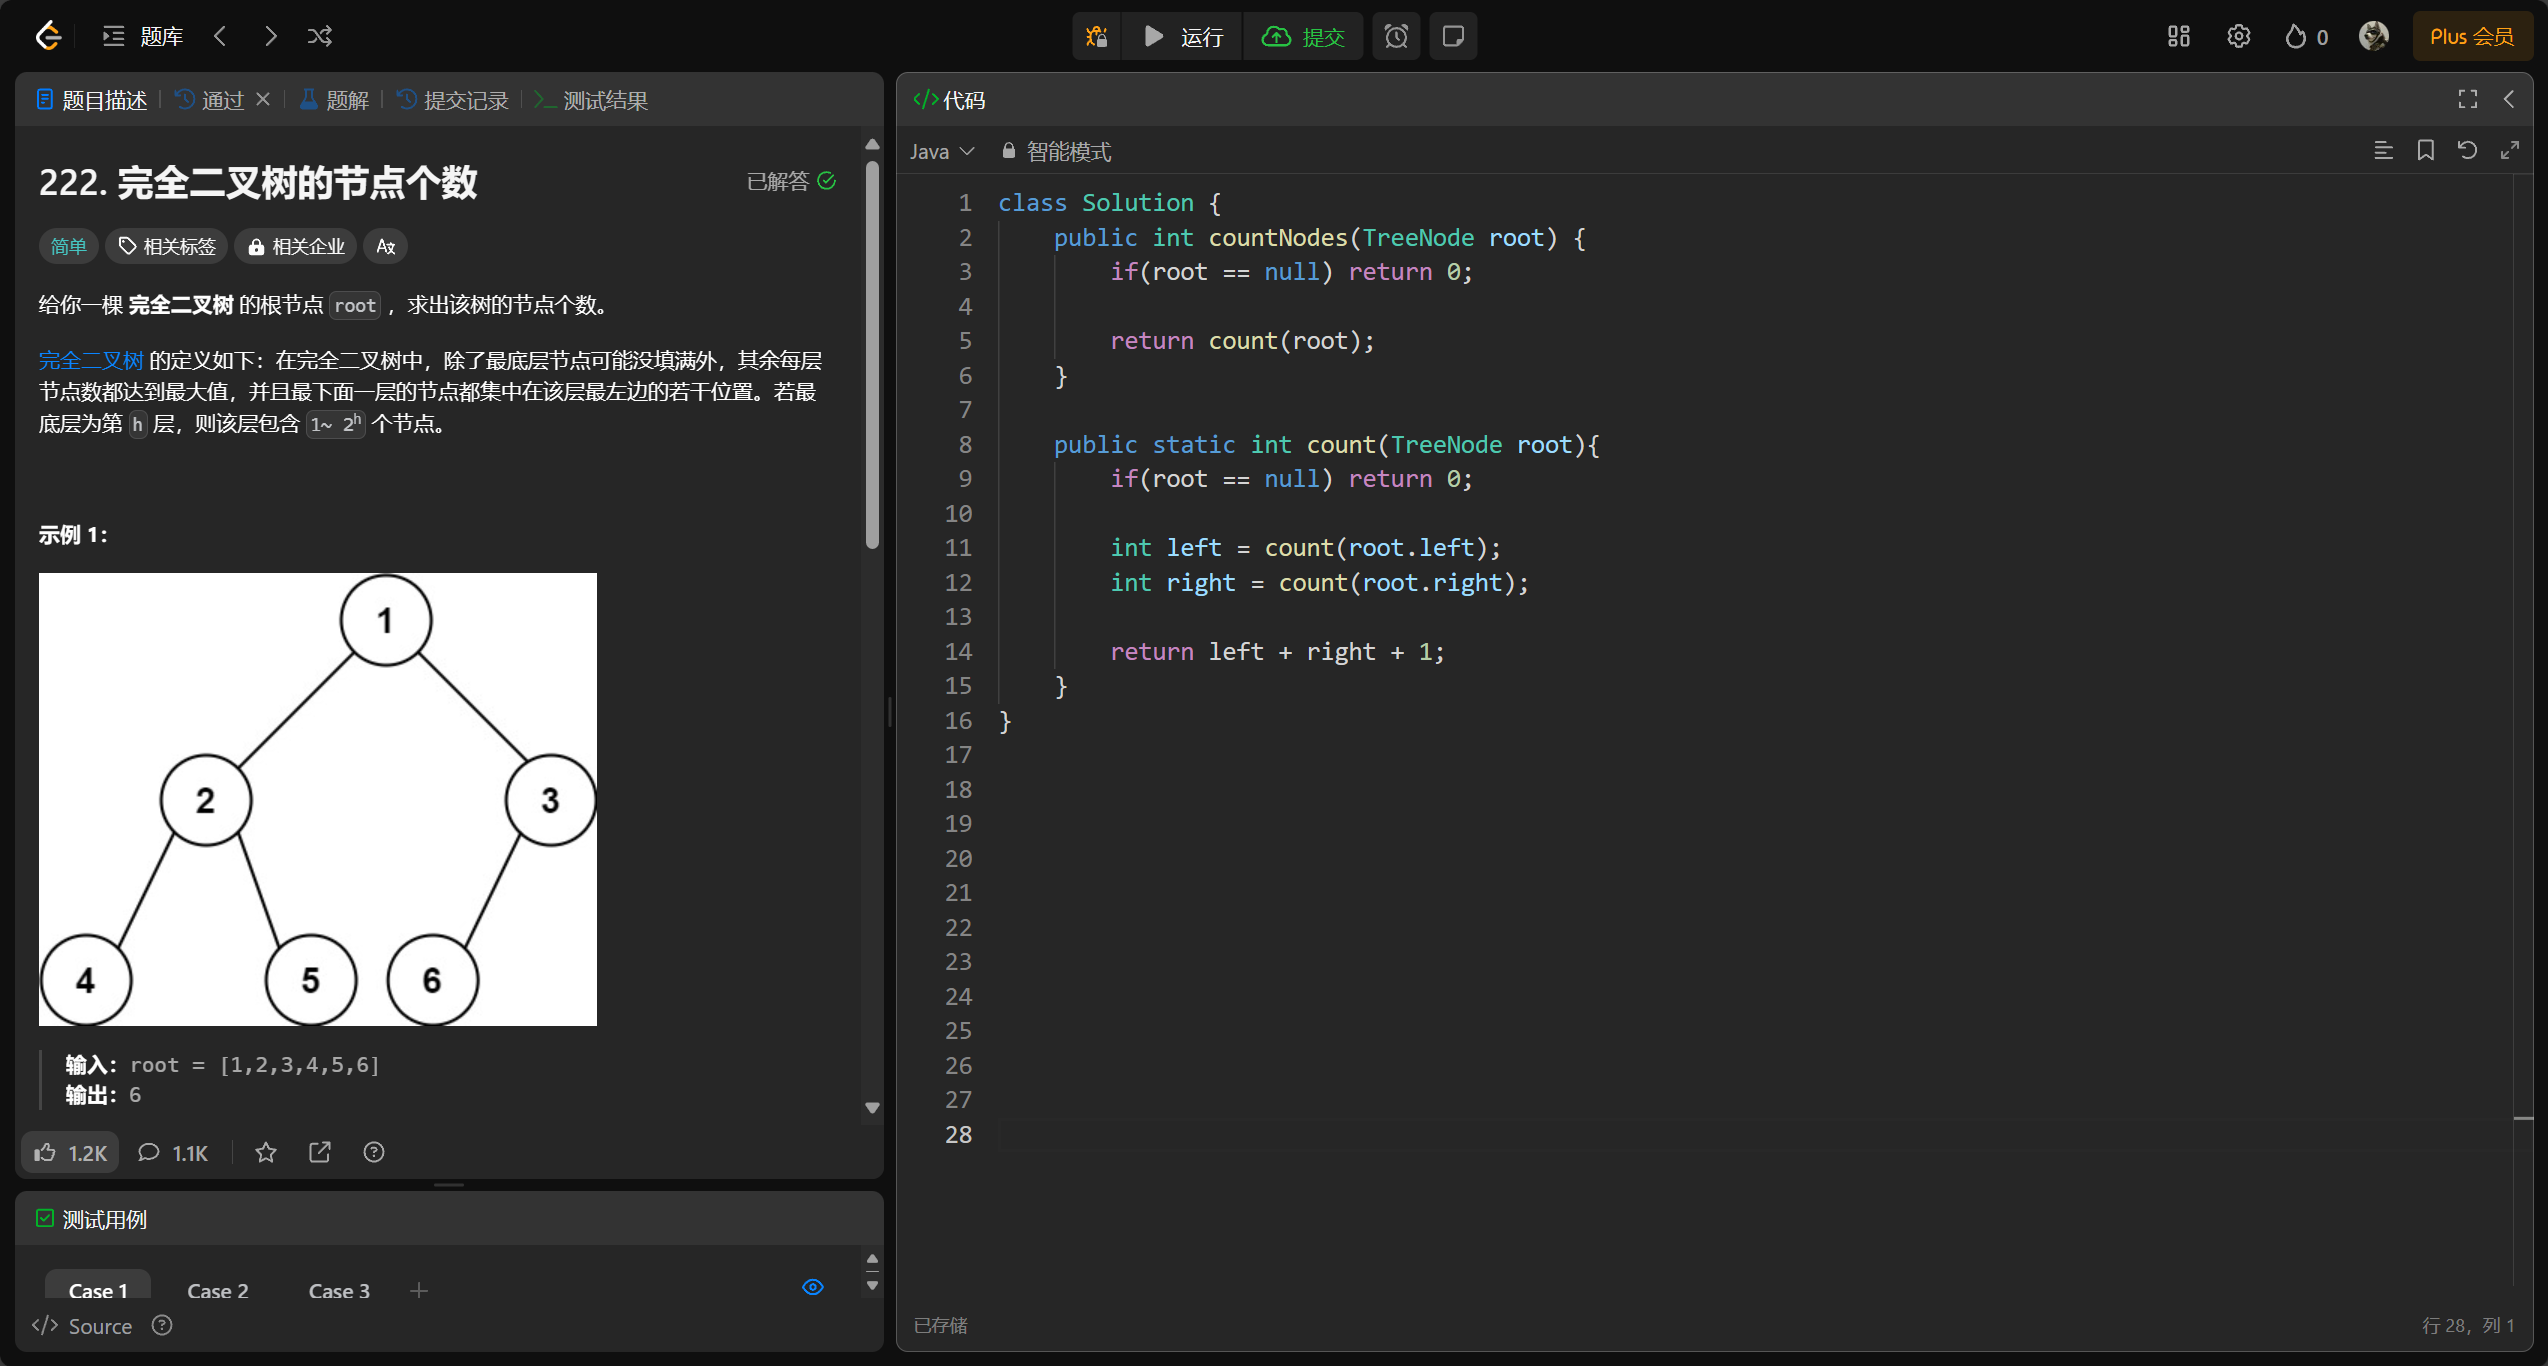 题库
运行
提交
0
Plus 会员
题目描述
通过
题解
提交记录
测试结果
222. 完全二叉树的节点个数
已解答
简单
相关标签
相关企业
给你一棵 完全二叉树 的根节点 root ，求出该树的节点个数。
完全二叉树 的定义如下：在完全二叉树中，除了最底层节点可能没填满外，其余每层
节点数都达到最大值，并且最下面一层的节点都集中在该层最左边的若干位置。若最
底层为第 h 层，则该层包含 1~ 2ʰ 个节点。
示例 1：
1
2
3
4
5
6
输入：root = [1,2,3,4,5,6]
输出：6
1.2K
1.1K
测试用例
Case 1
Case 2
Case 3
</> Source
</> 代码
Java
智能模式
1 class Solution {
2     public int countNodes(TreeNode root) {
3         if(root == null) return 0;
4
5         return count(root);
6     }
7
8     public static int count(TreeNode root){
9         if(root == null) return 0;
10
11         int left = count(root.left);
12         int right = count(root.right);
13
14         return left + right + 1;
15     }
16 }
17
18
19
20
21
22
23
24
25
26
27
28
已存储
行 28，列 1